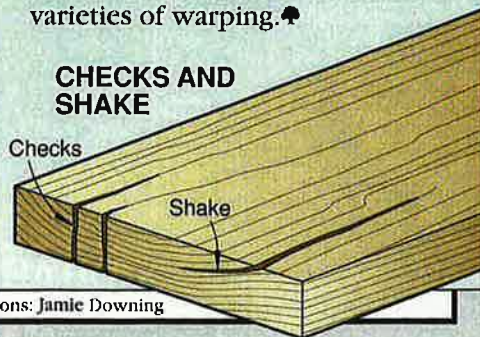 varieties of warping.
CHECKS AND
SHAKE
Checks
Shake
ons: Jamie Downing